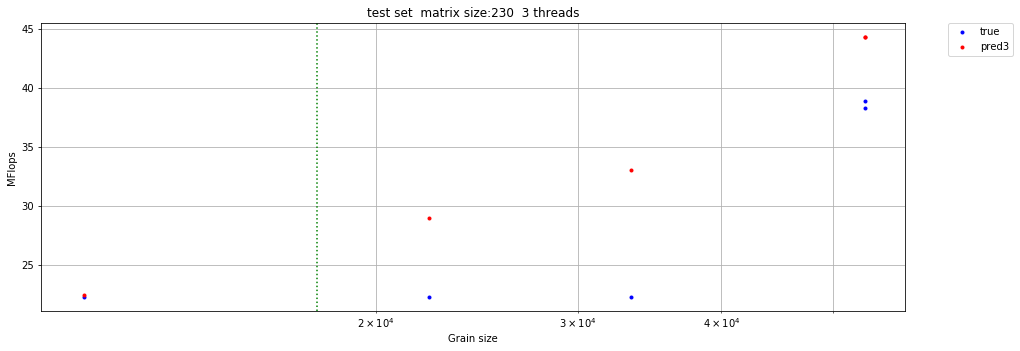 test set  matrix size:230  3 threads
45
40
35
30
25
MFlops
2 × 10⁴
3 × 10⁴
4 × 10⁴
Grain size
true
pred3